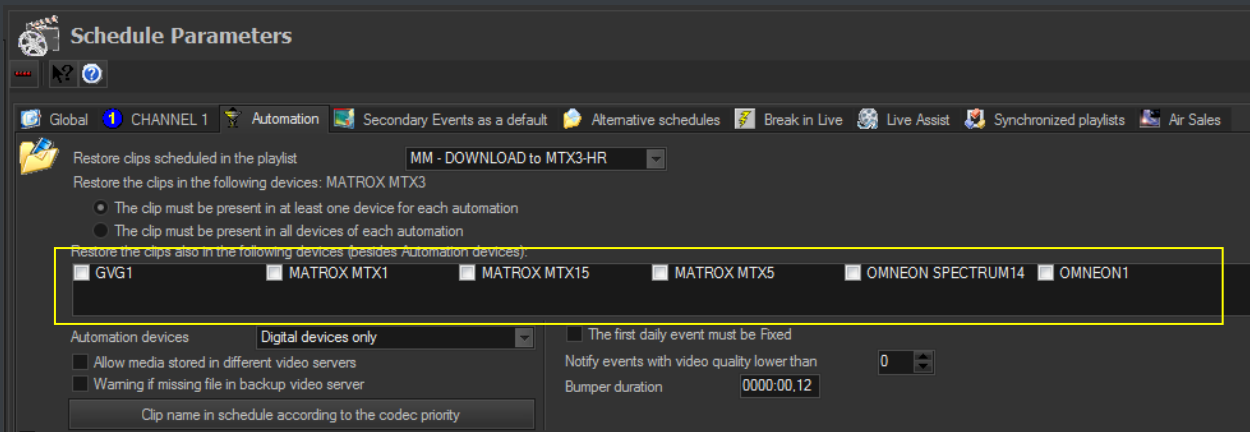 Schedule Parameters
Global 1 CHANNEL 1 Automation Secondary Events as a default Alternative schedules Break in Live Live Assist Synchronized playlists Air Sales
Restore clips scheduled in the playlist MM - DOWNLOAD to MTX3-HR
Restore the clips in the following devices: MATROX MTX3
The clip must be present in at least one device for each automation
The clip must be present in all devices of each automation
Restore the clips also in the following devices (besides Automation devices):
GVG1 MATROX MTX1 MATROX MTX15 MATROX MTX5 OMNEON SPECTRUM14 OMNEON1
Automation devices Digital devices only The first daily event must be Fixed
Allow media stored in different video servers Notify events with video quality lower than 0
Warning if missing file in backup video server Bumper duration 0000:00,12
Clip name in schedule according to the codec priority